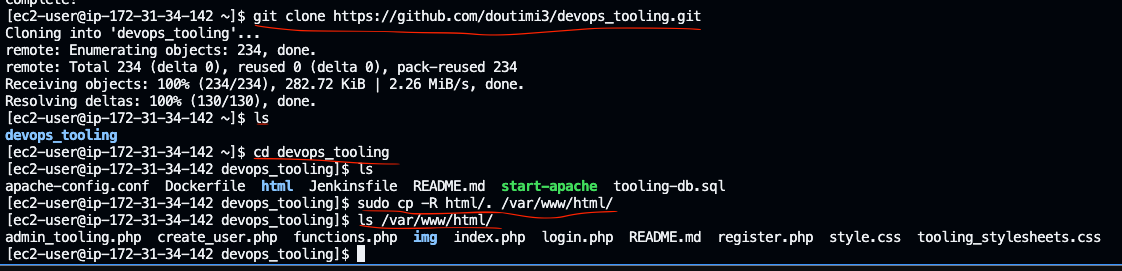 Complete!
[ec2-user@ip-172-31-34-142 ~]$ git clone https://github.com/doutimi3/devops_tooling.git
Cloning into 'devops_tooling'...
remote: Enumerating objects: 234, done.
remote: Total 234 (delta 0), reused 0 (delta 0), pack-reused 234
Receiving objects: 100% (234/234), 282.72 KiB | 2.26 MiB/s, done.
Resolving deltas: 100% (130/130), done.
[ec2-user@ip-172-31-34-142 ~]$ ls
devops_tooling
[ec2-user@ip-172-31-34-142 ~]$ cd devops_tooling
[ec2-user@ip-172-31-34-142 devops_tooling]$ ls
apache-config.conf  Dockerfile  html  Jenkinsfile  README.md  start-apache  tooling-db.sql
[ec2-user@ip-172-31-34-142 devops_tooling]$ sudo cp -R html/. /var/www/html/
[ec2-user@ip-172-31-34-142 devops_tooling]$ ls /var/www/html/
admin_tooling.php  create_user.php  functions.php  img  index.php  login.php  README.md  register.php  style.css  tooling_stylesheets.css
[ec2-user@ip-172-31-34-142 devops_tooling]$